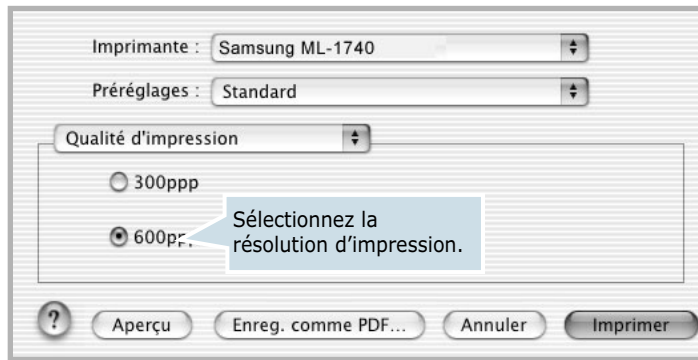 Imprimante : Samsung ML-1740
Préréglages : Standard
Qualité d'impression
300ppp
600pp
Sélectionnez la
résolution d’impression.
? Aperçu Enreg. comme PDF... Annuler Imprimer